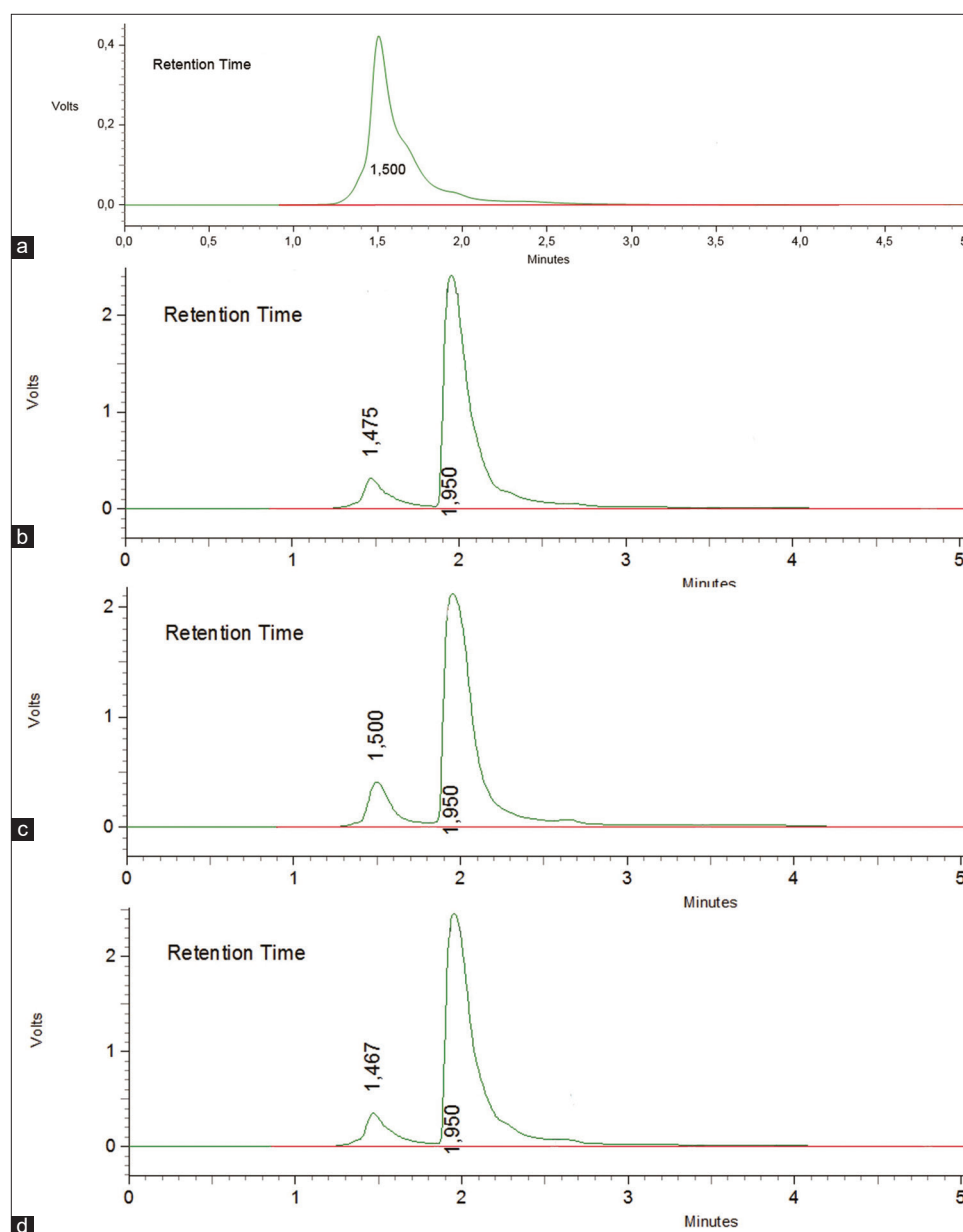 0,4
Retention Time
Volts
0,2
1,500
0,0
a
0,0 0,5 1,0 1,5 2,0 2,5 3,0 3,5 4,0 4,5 5,
Minutes
2
Retention Time
Volts
1
1,475
1,950
0
b
0 1 2 3 4 5
Minutes
2
Retention Time
Volts
1
1,500
1,950
0
c
0 1 2 3 4 5
Minutes
2
Retention Time
Volts
1
1,467
1,950
0
d
0 1 2 3 4 5
Minutes